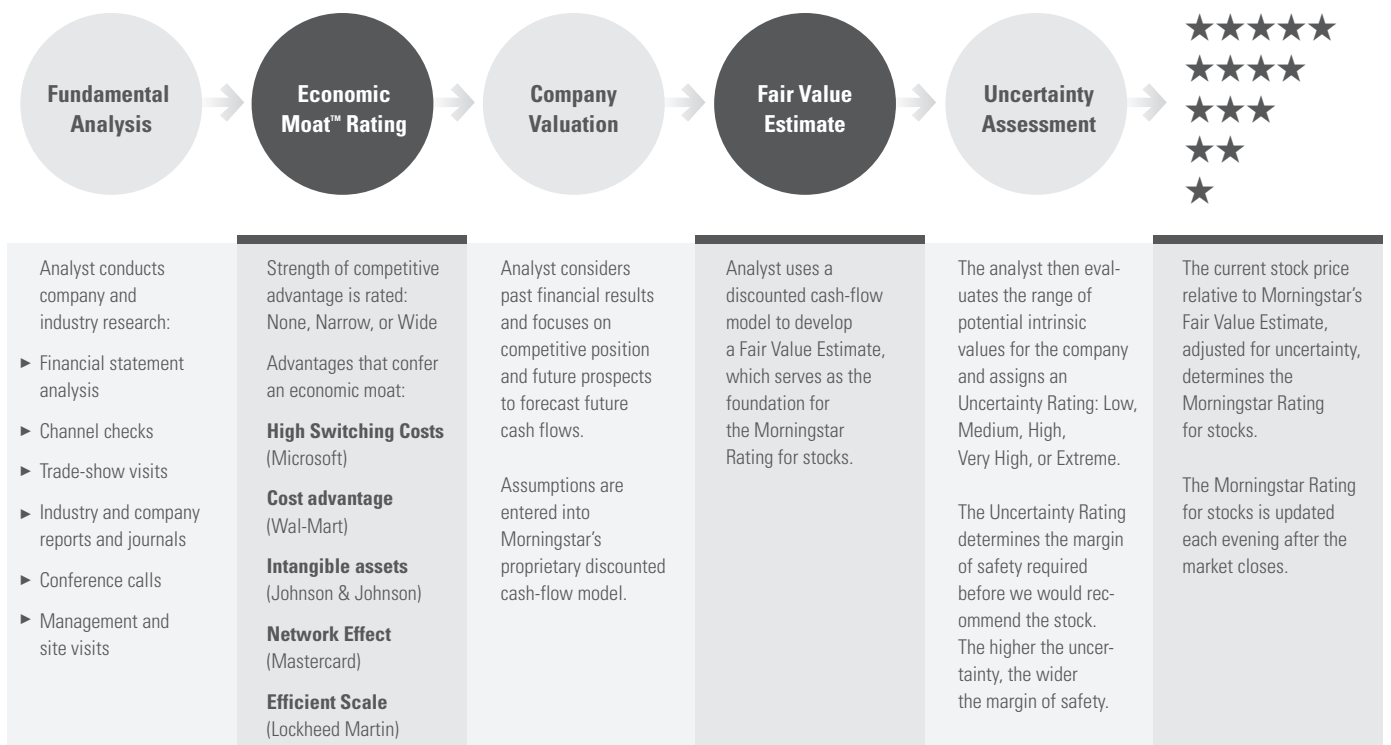 Fundamental
Analysis
Economic
Moat™ Rating
Company
Valuation
Fair Value
Estimate
Uncertainty
Assessment
★★★★★
★★★★
★★★
★★
★
Analyst conducts
company and
industry research:
► Financial statement
analysis
► Channel checks
► Trade-show visits
► Industry and company
reports and journals
► Conference calls
► Management and
site visits
Strength of competitive
advantage is rated:
None, Narrow, or Wide
Advantages that confer
an economic moat:
High Switching Costs
(Microsoft)
Cost advantage
(Wal-Mart)
Intangible assets
(Johnson & Johnson)
Network Effect
(Mastercard)
Efficient Scale
(Lockheed Martin)
Analyst considers
past financial results
and focuses on
competitive position
and future prospects
to forecast future
cash flows.
Assumptions are
entered into
Morningstar’s
proprietary discounted
cash-flow model.
Analyst uses a
discounted cash-flow
model to develop
a Fair Value Estimate,
which serves as the
foundation for
the Morningstar
Rating for stocks.
The analyst then eval-
uates the range of
potential intrinsic
values for the company
and assigns an
Uncertainty Rating: Low,
Medium, High,
Very High, or Extreme.
The Uncertainty Rating
determines the margin
of safety required
before we would rec-
ommend the stock.
The higher the uncer-
tainty, the wider
the margin of safety.
The current stock price
relative to Morningstar’s
Fair Value Estimate,
adjusted for uncertainty,
determines the
Morningstar Rating
for stocks.
The Morningstar Rating
for stocks is updated
each evening after the
market closes.